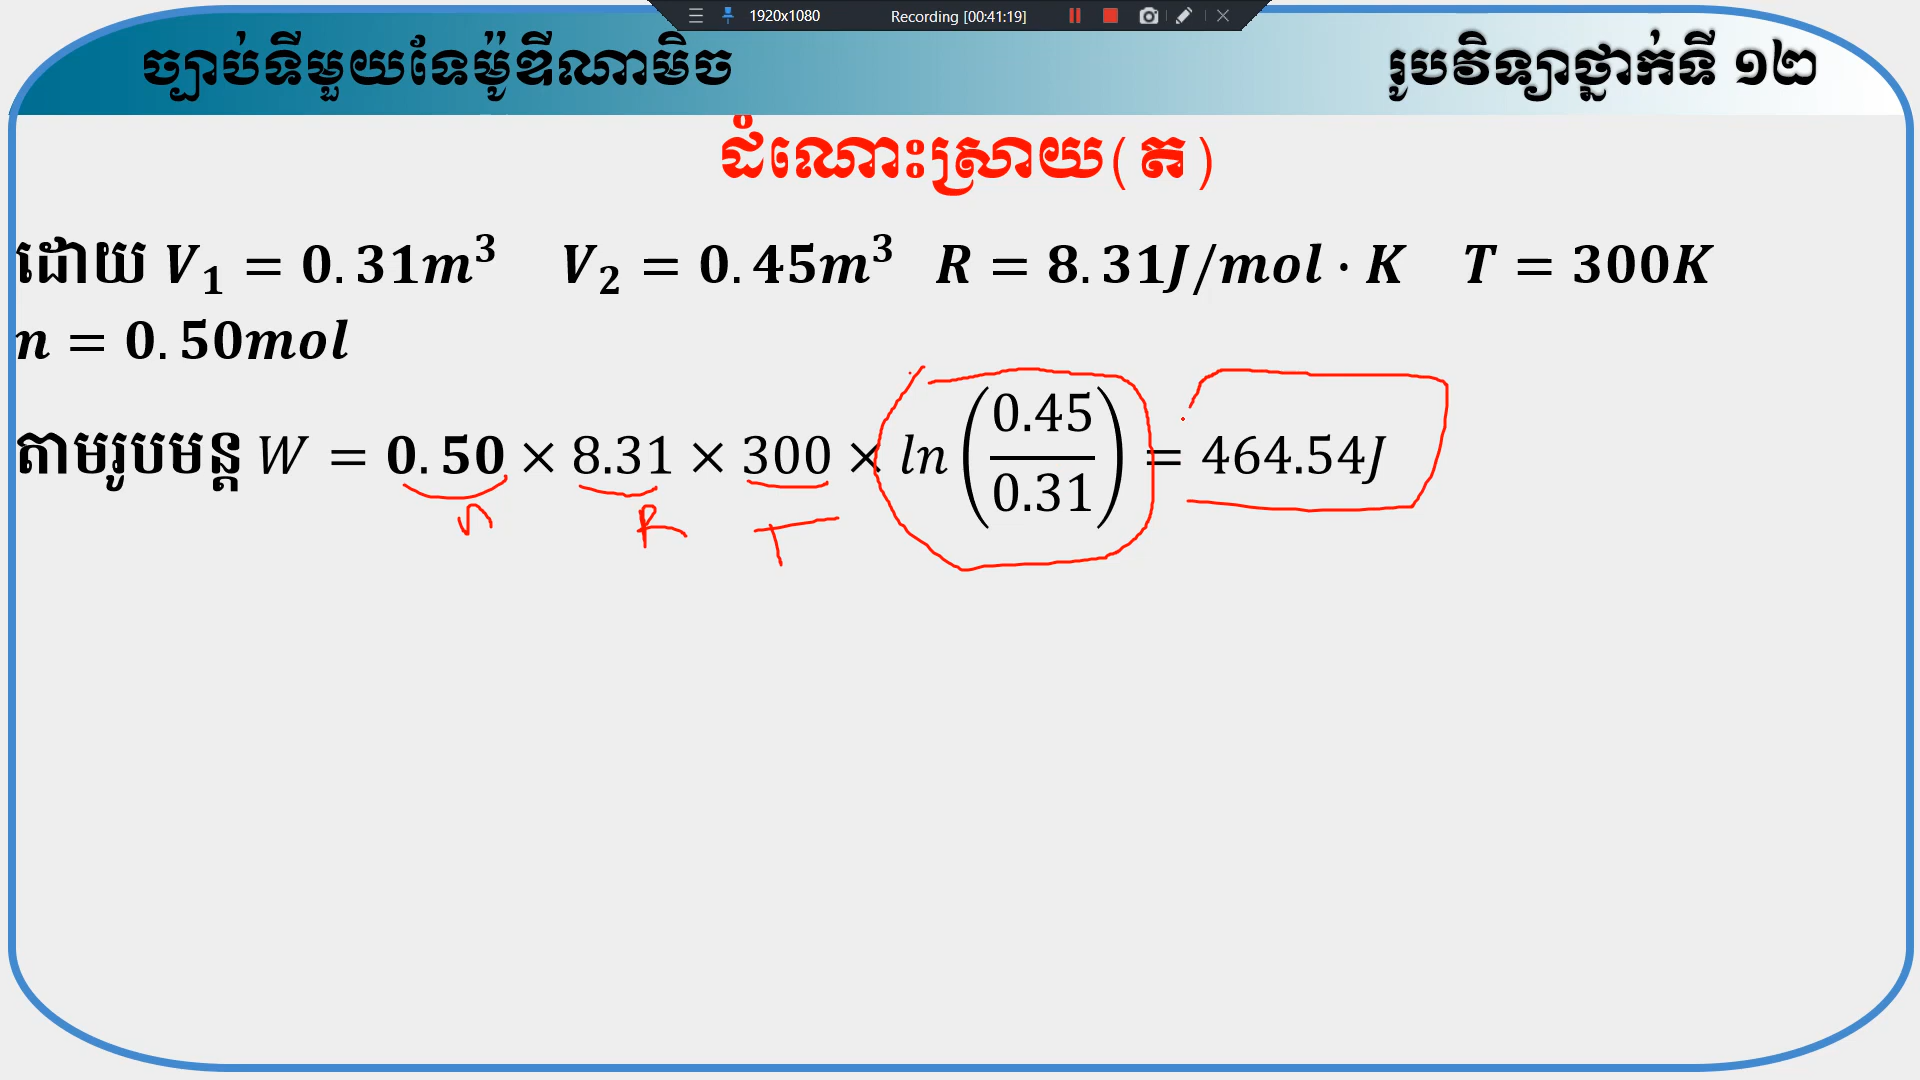 1920x1080 Recording [00:41:19]
ច្បាប់ទីមួយទែម៉ូឌីណាមិច រូបវិទ្យាថ្នាក់ទី ១២
ដំណោះស្រាយ(ត)
ដោយ V₁ = 0.31m³ V₂ = 0.45m³ R = 8.31J/mol · K T = 300K
n = 0.50mol
តាមរូបមន្ត W = 0.50 × 8.31 × 300 × ln(0.45/0.31) = 464.54J
n R T